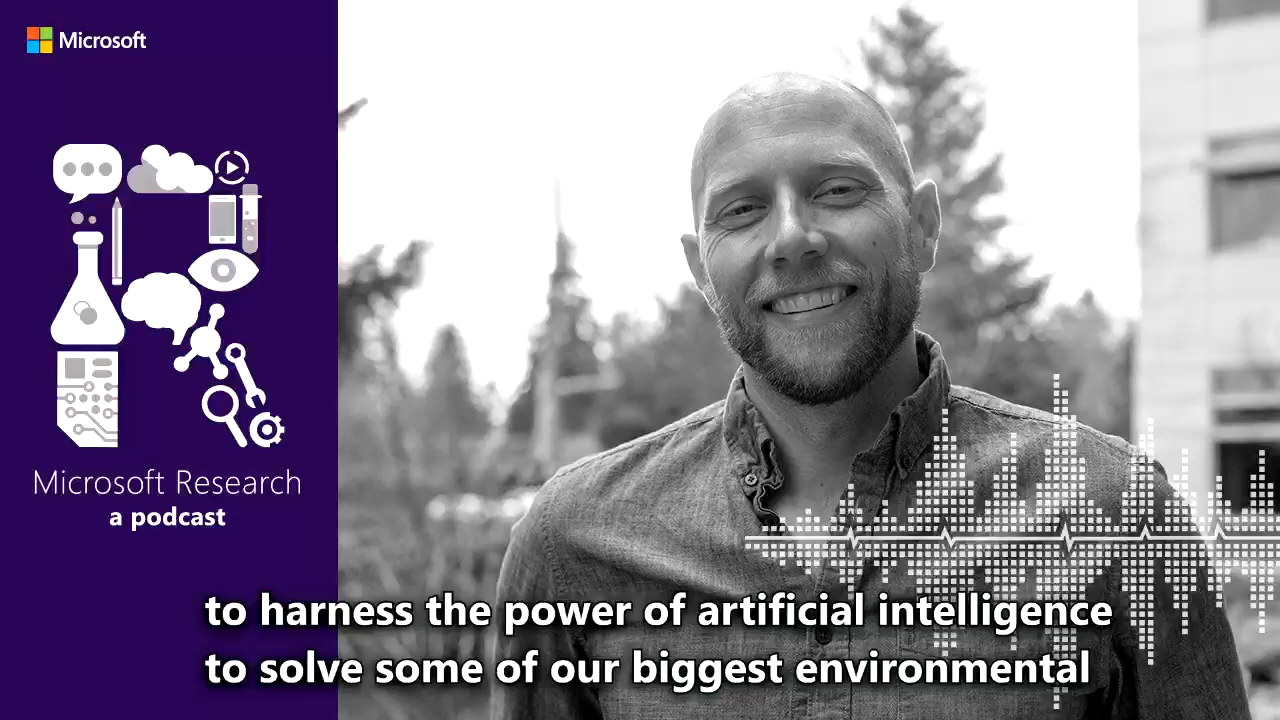 Microsoft
Microsoft Research
a podcast
to harness the power of artificial intelligence
to solve some of our biggest environmental